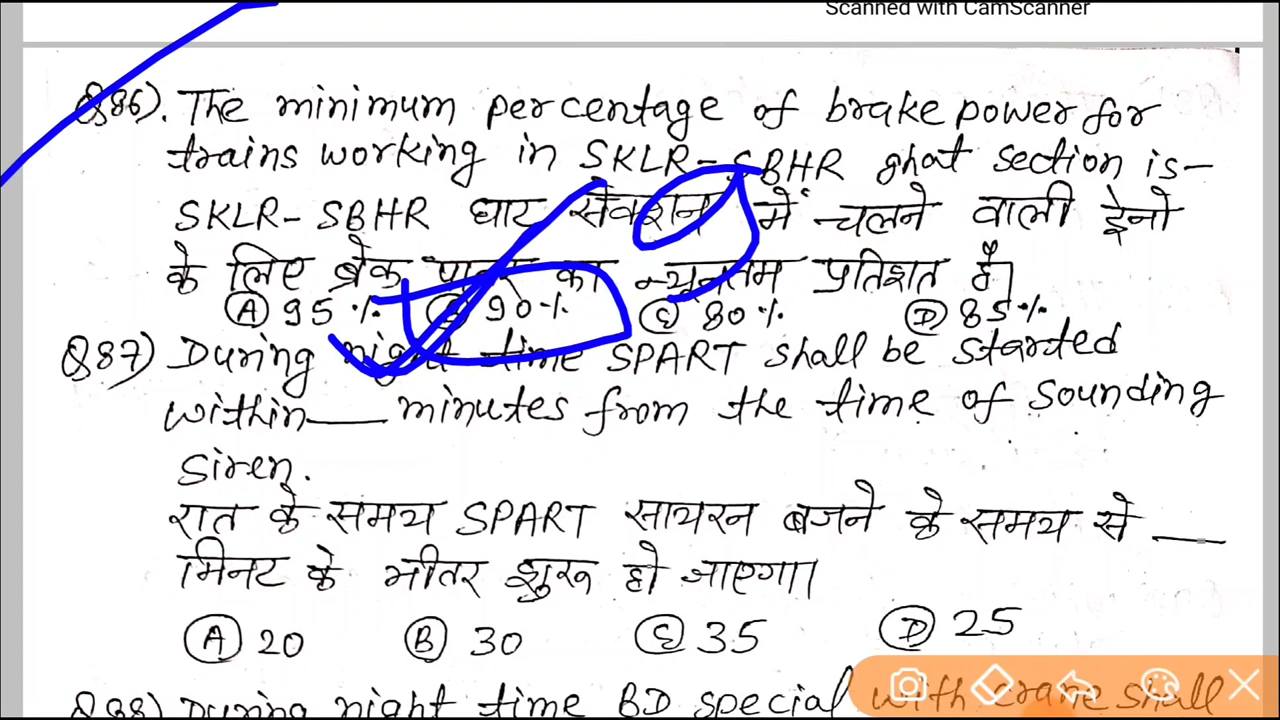 Scanned with CamScanner
Q86). The minimum percentage of brake power for
trains working in SKLR-SBHR ghat section is-
SKLR-SBHR घाट सेक्शन में चलने वाली ट्रेनो
के लिए ब्रेक पावर का न्यूनतम प्रतिशत है।
(A) 95% (B) 90% (C) 80% (D) 85%
Q87) During night time SPART shall be started
within___ minutes from the time of sounding
siren.
रात के समय SPART सायरन बजने के समय से ___
मिनट के भीतर शुरू हो जाएगा।
(A) 20 (B) 30 (C) 35 (D) 25
Q88) During night time BD special with crane shall